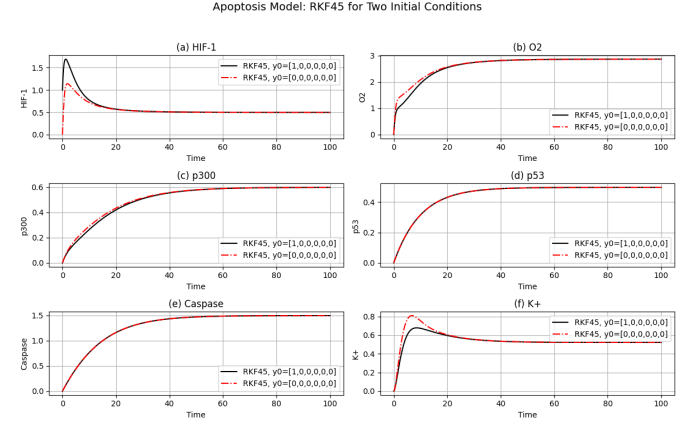 Apoptosis Model: RKF45 for Two Initial Conditions
(a) HIF-1
HIF-1
1.5
1.0
0.5
0.0
RKF45, y0=[1,0,0,0,0,0]
RKF45, y0=[0,0,0,0,0,0]
0 20 40 60 80 100
Time
(b) O2
O2
3
2
1
0
RKF45, y0=[1,0,0,0,0,0]
RKF45, y0=[0,0,0,0,0,0]
0 20 40 60 80 100
Time
(c) p300
p300
0.6
0.4
0.2
0.0
RKF45, y0=[1,0,0,0,0,0]
RKF45, y0=[0,0,0,0,0,0]
0 20 40 60 80 100
Time
(d) p53
p53
0.4
0.2
0.0
RKF45, y0=[1,0,0,0,0,0]
RKF45, y0=[0,0,0,0,0,0]
0 20 40 60 80 100
Time
(e) Caspase
Caspase
1.5
1.0
0.5
0.0
RKF45, y0=[1,0,0,0,0,0]
RKF45, y0=[0,0,0,0,0,0]
0 20 40 60 80 100
Time
(f) K+
K+
0.8
0.6
0.4
0.2
0.0
RKF45, y0=[1,0,0,0,0,0]
RKF45, y0=[0,0,0,0,0,0]
0 20 40 60 80 100
Time